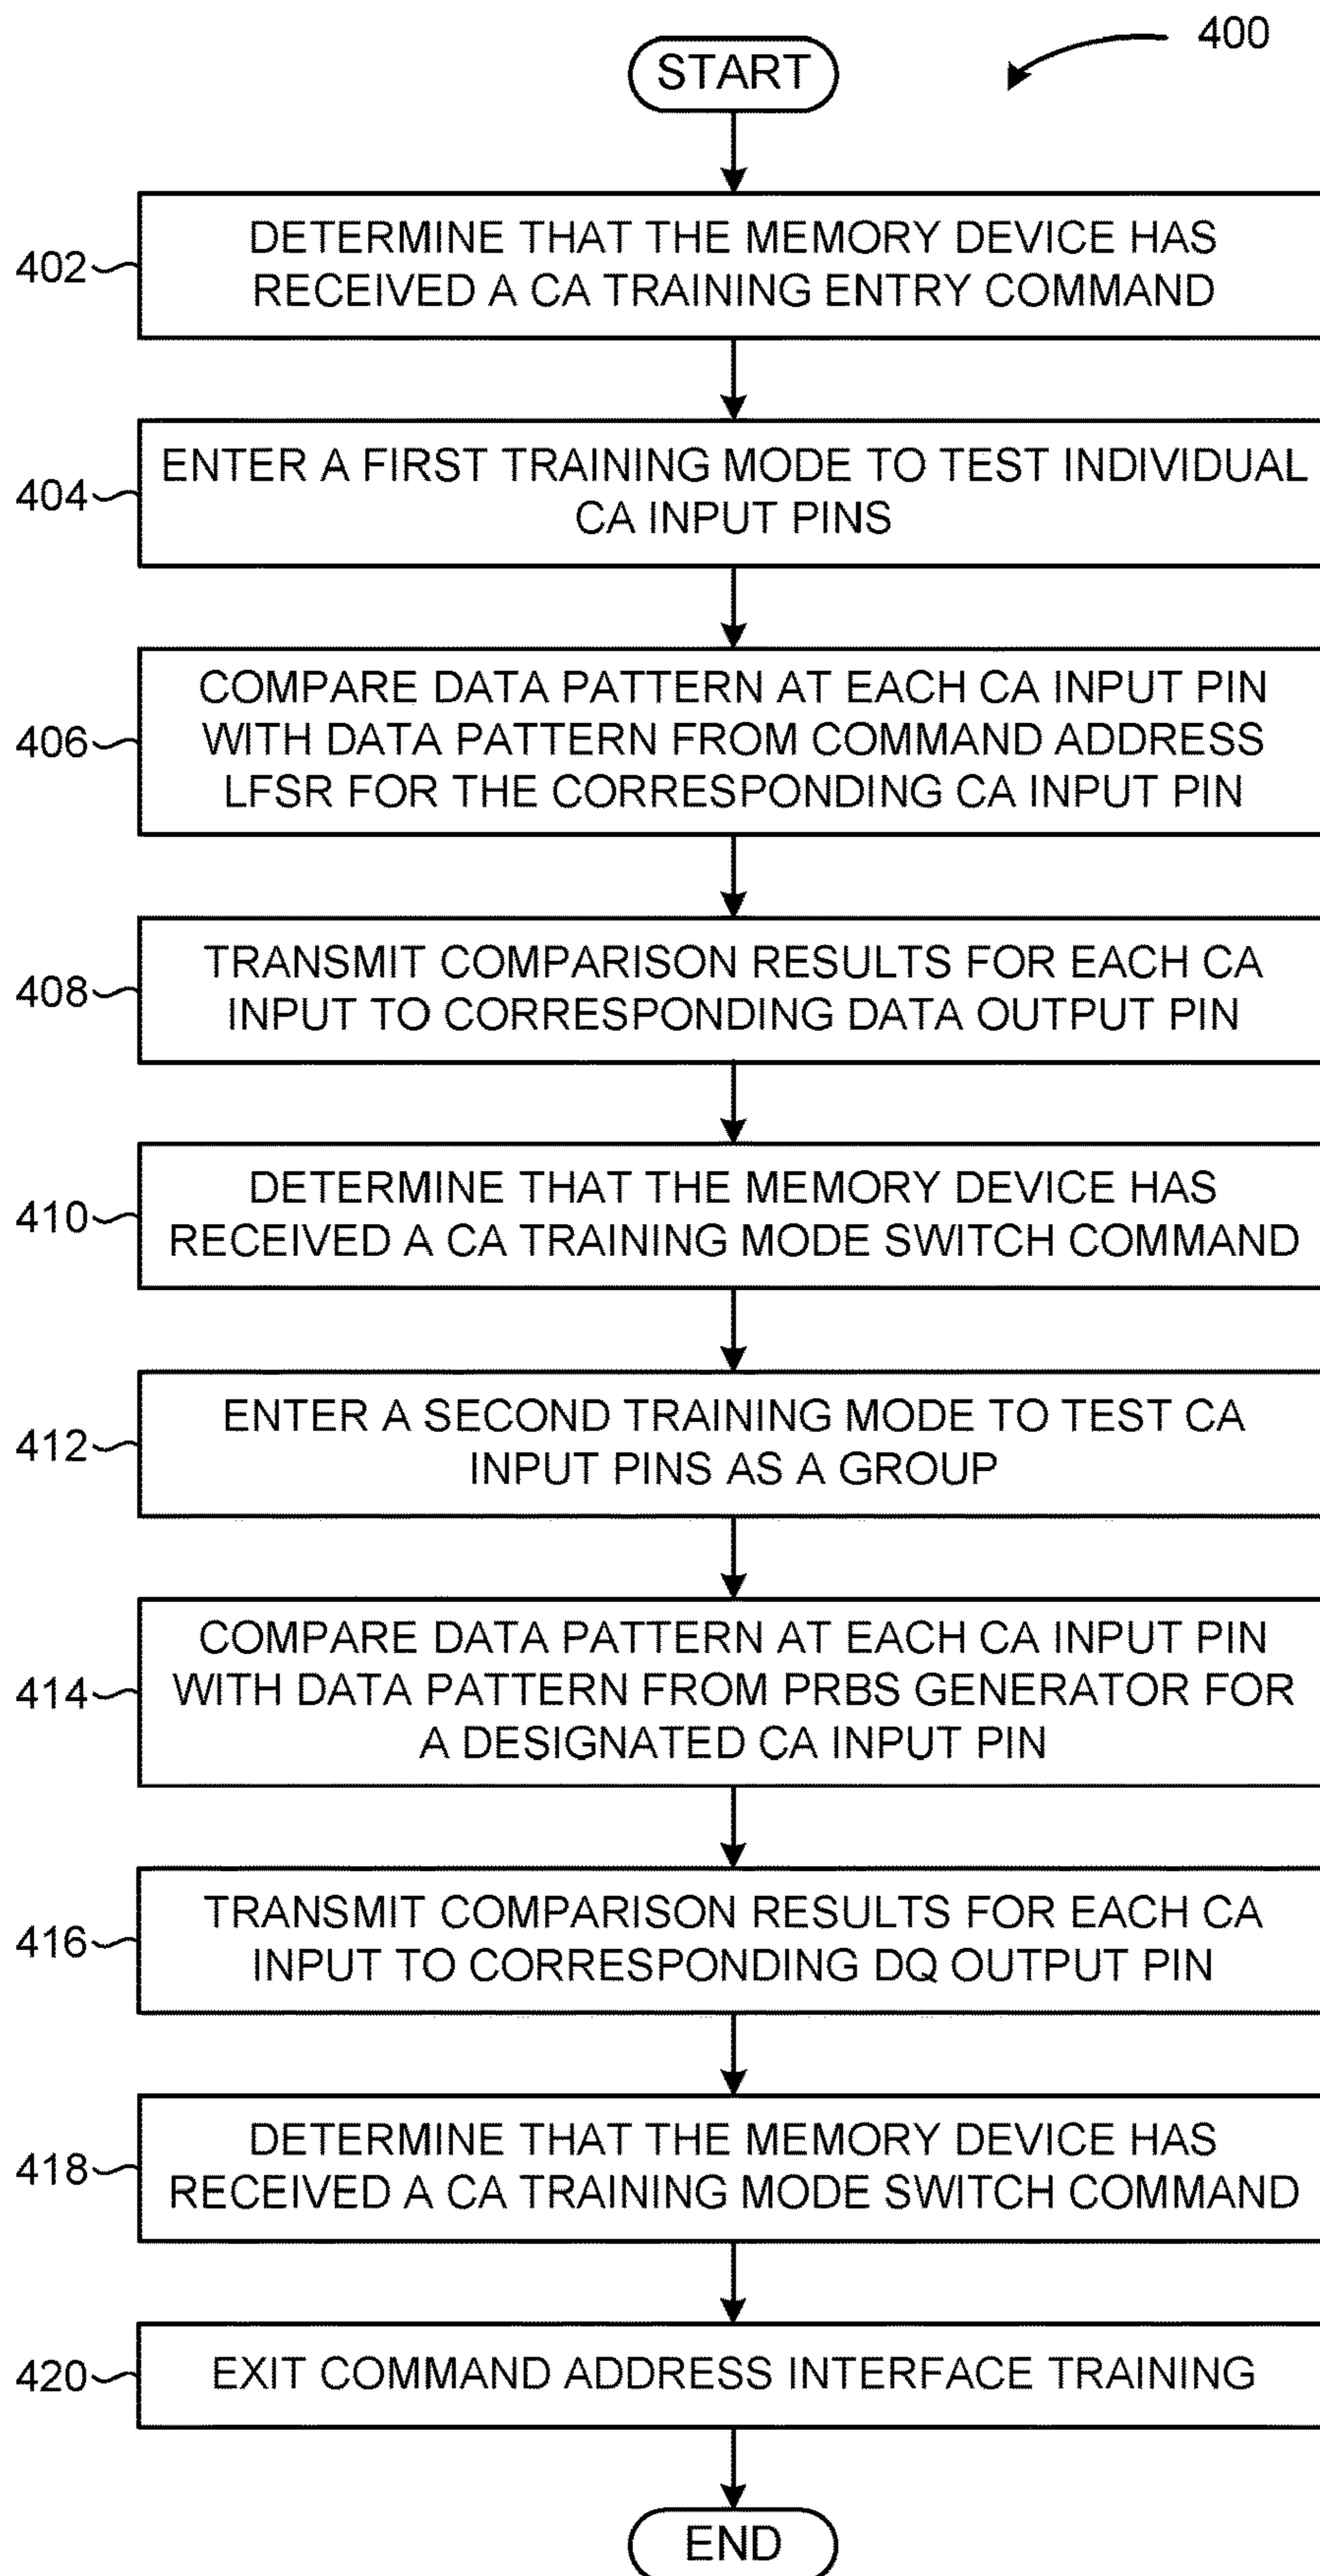 400
START
402
DETERMINE THAT THE MEMORY DEVICE HAS
RECEIVED A CA TRAINING ENTRY COMMAND
404
ENTER A FIRST TRAINING MODE TO TEST INDIVIDUAL
CA INPUT PINS
406
COMPARE DATA PATTERN AT EACH CA INPUT PIN
WITH DATA PATTERN FROM COMMAND ADDRESS
LFSR FOR THE CORRESPONDING CA INPUT PIN
408
TRANSMIT COMPARISON RESULTS FOR EACH CA
INPUT TO CORRESPONDING DATA OUTPUT PIN
410
DETERMINE THAT THE MEMORY DEVICE HAS
RECEIVED A CA TRAINING MODE SWITCH COMMAND
412
ENTER A SECOND TRAINING MODE TO TEST CA
INPUT PINS AS A GROUP
414
COMPARE DATA PATTERN AT EACH CA INPUT PIN
WITH DATA PATTERN FROM PRBS GENERATOR FOR
A DESIGNATED CA INPUT PIN
416
TRANSMIT COMPARISON RESULTS FOR EACH CA
INPUT TO CORRESPONDING DQ OUTPUT PIN
418
DETERMINE THAT THE MEMORY DEVICE HAS
RECEIVED A CA TRAINING MODE SWITCH COMMAND
420
EXIT COMMAND ADDRESS INTERFACE TRAINING
END